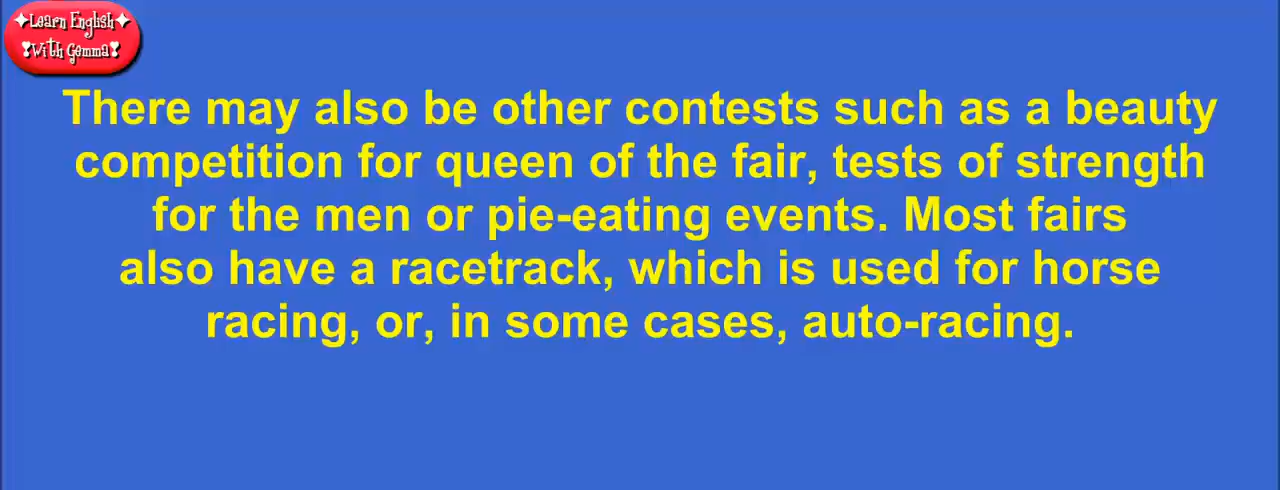 Learn English
With Gemma
There may also be other contests such as a beauty
competition for queen of the fair, tests of strength
for the men or pie-eating events. Most fairs
also have a racetrack, which is used for horse
racing, or, in some cases, auto-racing.